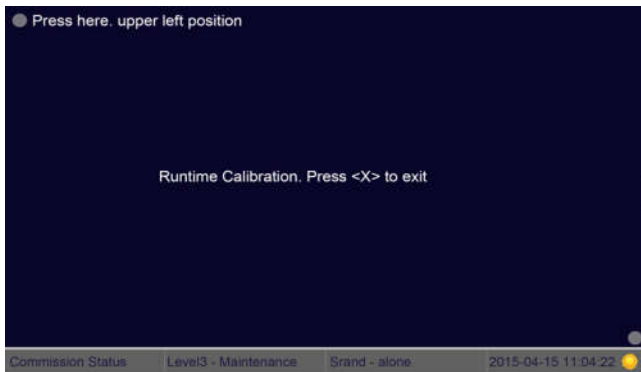 Press here. upper left position
Runtime Calibration. Press <X> to exit
Commission Status Level3 - Maintenance Srand - alone 2015-04-15 11:04:22